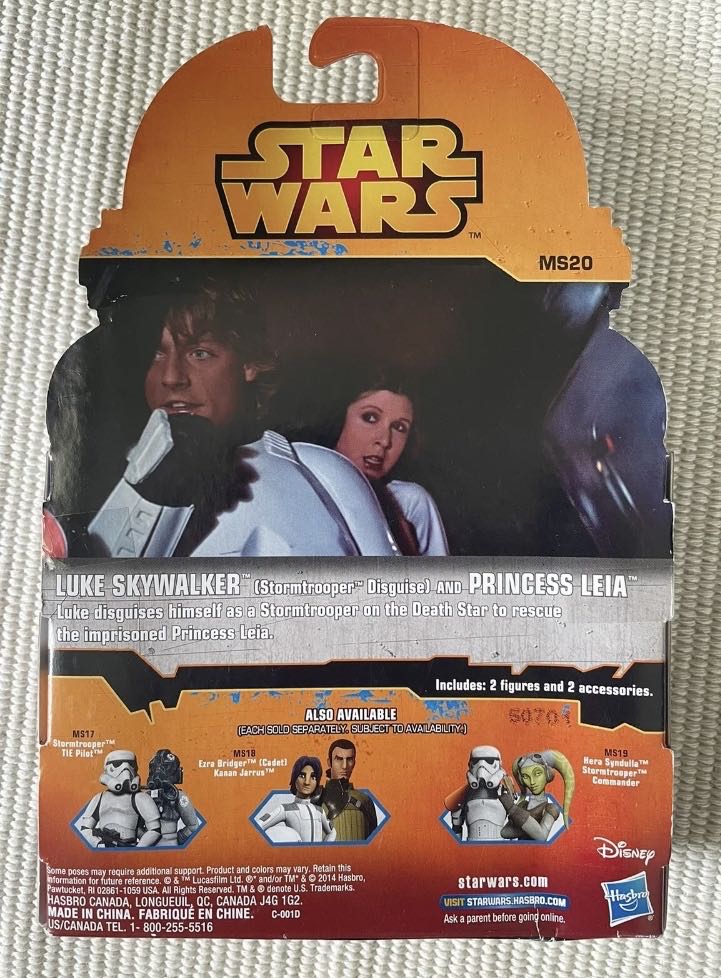 STAR
WARS™
MS20
LUKE SKYWALKER™ (Stormtrooper™ Disguise) AND PRINCESS LEIA™
Luke disguises himself as a Stormtrooper on the Death Star to rescue
the imprisoned Princess Leia.
Includes: 2 figures and 2 accessories.
ALSO AVAILABLE
(EACH SOLD SEPARATELY. SUBJECT TO AVAILABILITY.)
MS17
Stormtrooper™
TIE Pilot™
MS18
Ezra Bridger™ (Cadet)
Kanan Jarrus™
MS19
Hera Syndulla™
Stormtrooper™
Commander
Disney
Some poses may require additional support. Product and colors may vary. Retain this
information for future reference. © & ™ Lucasfilm Ltd. ®* and/or TM* & © 2014 Hasbro,
Pawtucket, RI 02861-1059 USA. All Rights Reserved. TM & ® denote U.S. Trademarks.
HASBRO CANADA, LONGUEUIL, QC, CANADA J4G 1G2.
MADE IN CHINA. FABRIQUÉ EN CHINE. C-001D
US/CANADA TEL. 1- 800-255-5516
starwars.com
VISIT STARWARS.HASBRO.COM
Ask a parent before going online.
Hasbro®